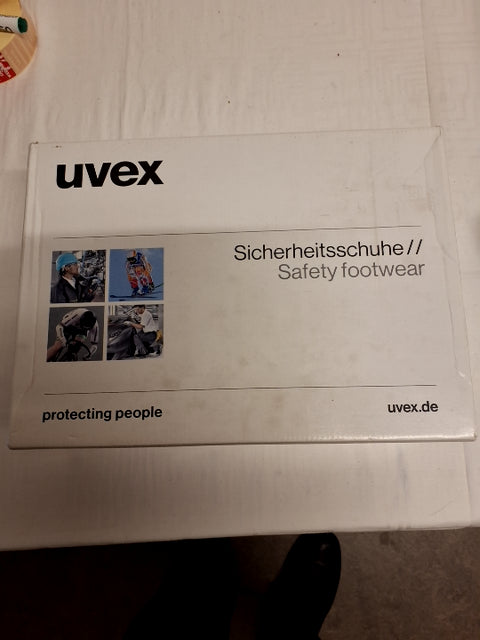 uvex
Sicherheitsschuhe//
Safety footwear
protecting people
uvex.de